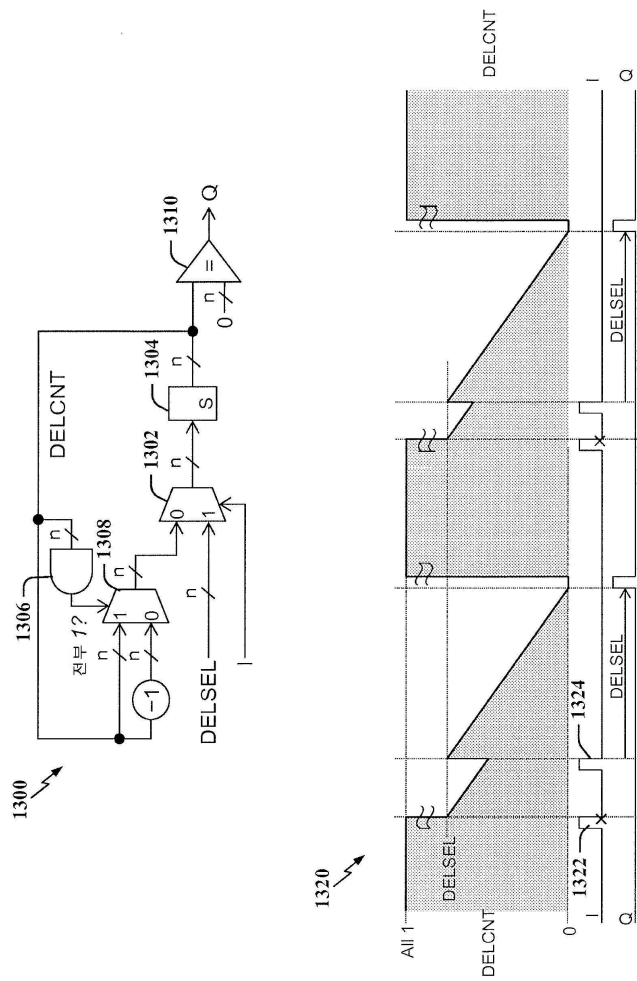 1300
DELCNT
1306
전부 1?
1308
1302
1304
1310
n
n
n
n
n
n
n
n
1
0
0
1
−1
S
=
0
Q
DELSEL
I
1320
All 1
DELSEL
DELCNT
0
I
Q
1322
1324
DELSEL
DELSEL
DELCNT
I
Q